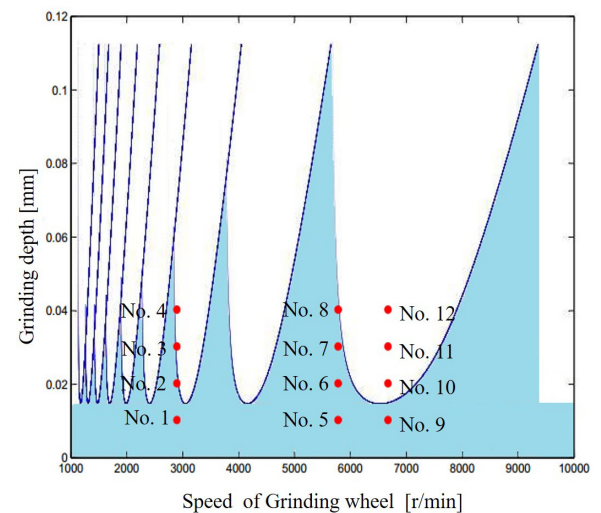 0.12
0.1
0.08
0.06
0.04
0.02
0
Grinding depth [mm]
No. 4
No. 3
No. 2
No. 1
No. 8
No. 7
No. 6
No. 5
No. 12
No. 11
No. 10
No. 9
1000 2000 3000 4000 5000 6000 7000 8000 9000 10000
Speed of Grinding wheel [r/min]